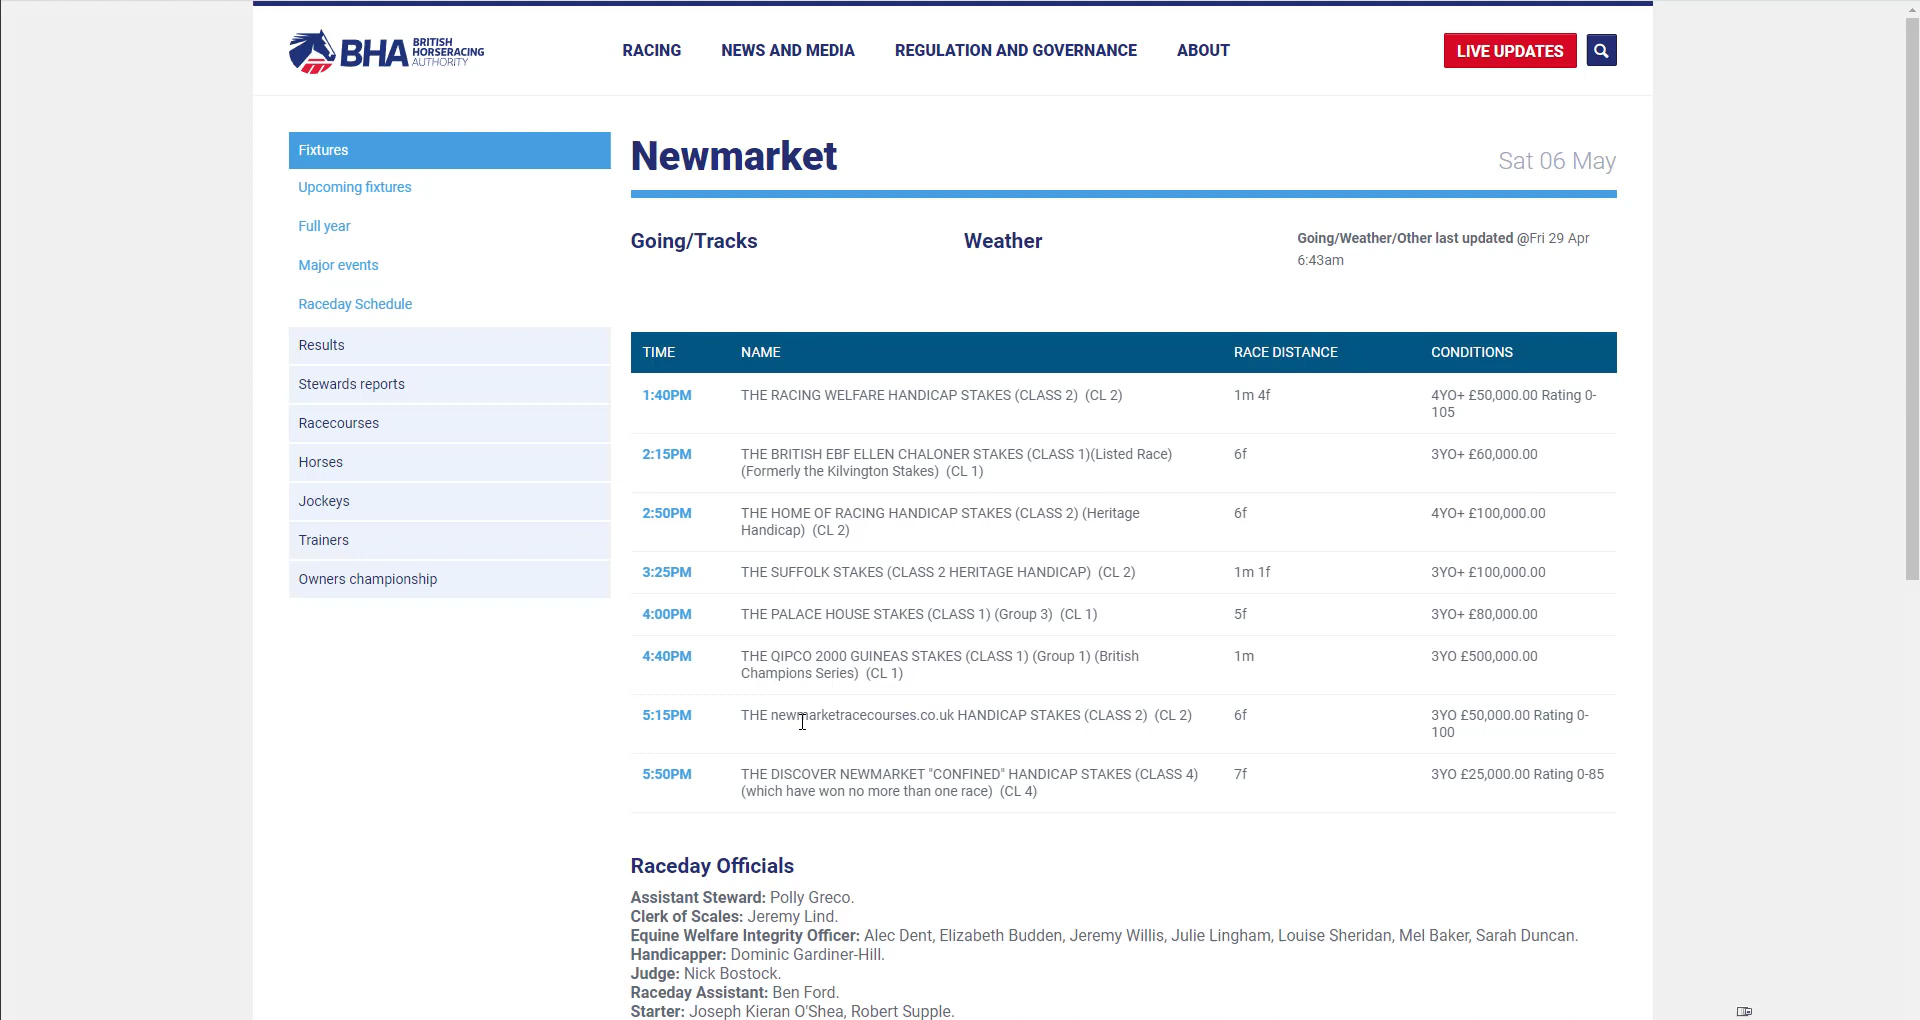 BHA BRITISH HORSERACING AUTHORITY
RACING NEWS AND MEDIA REGULATION AND GOVERNANCE ABOUT
LIVE UPDATES
Fixtures
Upcoming fixtures
Full year
Major events
Raceday Schedule
Results
Stewards reports
Racecourses
Horses
Jockeys
Trainers
Owners championship
Newmarket
Sat 06 May
Going/Tracks
Weather
Going/Weather/Other last updated @Fri 29 Apr
6:43am
TIME NAME RACE DISTANCE CONDITIONS
1:40PM THE RACING WELFARE HANDICAP STAKES (CLASS 2) (CL 2) 1m 4f 4YO+ £50,000.00 Rating 0-
105
2:15PM THE BRITISH EBF ELLEN CHALONER STAKES (CLASS 1)(Listed Race) 6f 3YO+ £60,000.00
(Formerly the Kilvington Stakes) (CL 1)
2:50PM THE HOME OF RACING HANDICAP STAKES (CLASS 2) (Heritage 6f 4YO+ £100,000.00
Handicap) (CL 2)
3:25PM THE SUFFOLK STAKES (CLASS 2 HERITAGE HANDICAP) (CL 2) 1m 1f 3YO+ £100,000.00
4:00PM THE PALACE HOUSE STAKES (CLASS 1) (Group 3) (CL 1) 5f 3YO+ £80,000.00
4:40PM THE QIPCO 2000 GUINEAS STAKES (CLASS 1) (Group 1) (British 1m 3YO £500,000.00
Champions Series) (CL 1)
5:15PM THE newmarketracecourses.co.uk HANDICAP STAKES (CLASS 2) (CL 2) 6f 3YO £50,000.00 Rating 0-
100
5:50PM THE DISCOVER NEWMARKET "CONFINED" HANDICAP STAKES (CLASS 4) 7f 3YO £25,000.00 Rating 0-85
(which have won no more than one race) (CL 4)
Raceday Officials
Assistant Steward: Polly Greco.
Clerk of Scales: Jeremy Lind.
Equine Welfare Integrity Officer: Alec Dent, Elizabeth Budden, Jeremy Willis, Julie Lingham, Louise Sheridan, Mel Baker, Sarah Duncan.
Handicapper: Dominic Gardiner-Hill.
Judge: Nick Bostock.
Raceday Assistant: Ben Ford.
Starter: Joseph Kieran O'Shea, Robert Supple.